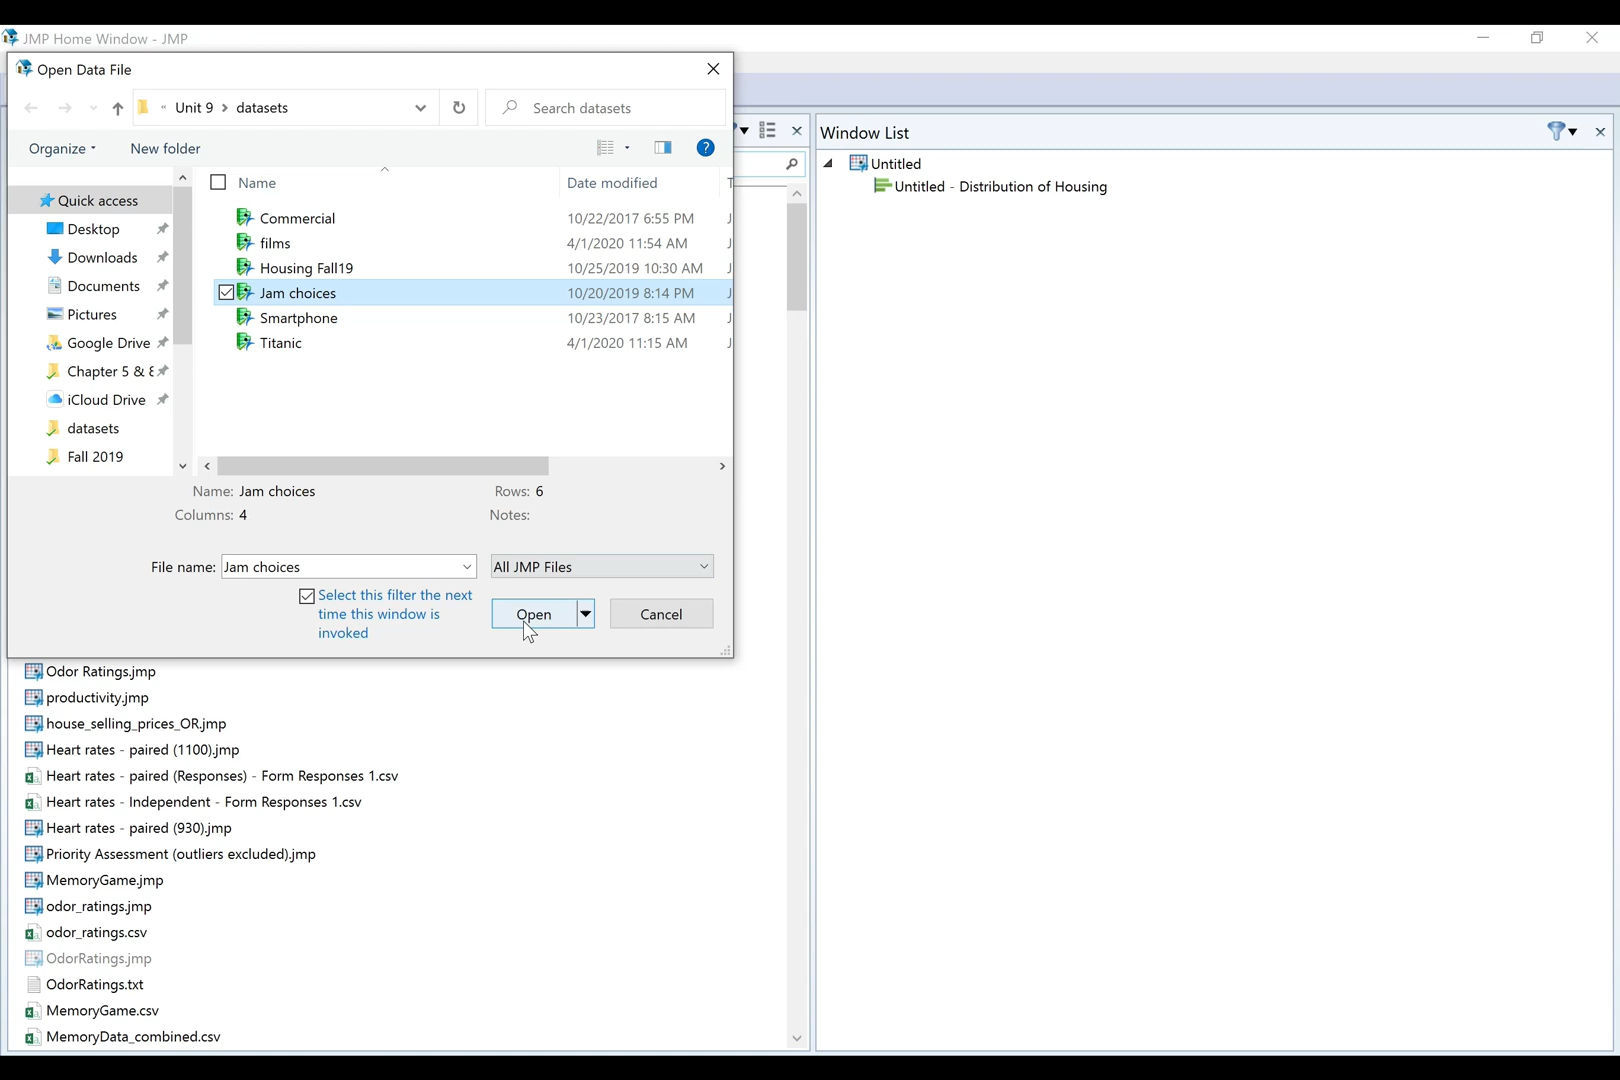 JMP Home Window - JMP
Open Data File
« Unit 9 > datasets
Search datasets
Organize
New folder
?
Name
Date modified
Quick access
Desktop
Downloads
Documents
Pictures
Google Drive
Chapter 5 & 8
iCloud Drive
datasets
Fall 2019
Commercial 10/22/2017 6:55 PM
films 4/1/2020 11:54 AM
Housing Fall19 10/25/2019 10:30 AM
Jam choices 10/20/2019 8:14 PM
Smartphone 10/23/2017 8:15 AM
Titanic 4/1/2020 11:15 AM
Name: Jam choices Rows: 6
Columns: 4 Notes:
File name: Jam choices All JMP Files
Select this filter the next
time this window is
invoked
Open
Cancel
Odor Ratings.jmp
productivity.jmp
house_selling_prices_OR.jmp
Heart rates - paired (1100).jmp
Heart rates - paired (Responses) - Form Responses 1.csv
Heart rates - Independent - Form Responses 1.csv
Heart rates - paired (930).jmp
Priority Assessment (outliers excluded).jmp
MemoryGame.jmp
odor_ratings.jmp
odor_ratings.csv
OdorRatings.jmp
OdorRatings.txt
MemoryGame.csv
MemoryData_combined.csv
Window List
Untitled
Untitled - Distribution of Housing